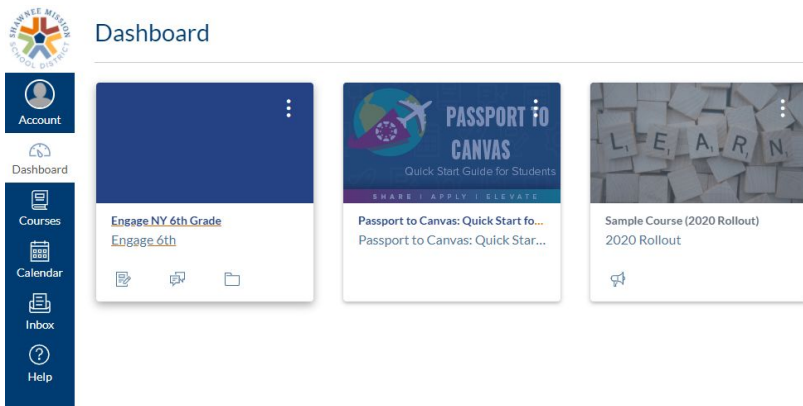 SHAWNEE MISSION
SCHOOL DISTRICT
Dashboard
Account
Dashboard
Courses
Calendar
Inbox
Help
Engage NY 6th Grade
Engage 6th
PASSPORT TO
CANVAS
Quick Start Guide for Students
SHARE | APPLY | ELEVATE
Passport to Canvas: Quick Start fo...
Passport to Canvas: Quick Star...
L E A R N
Sample Course (2020 Rollout)
2020 Rollout